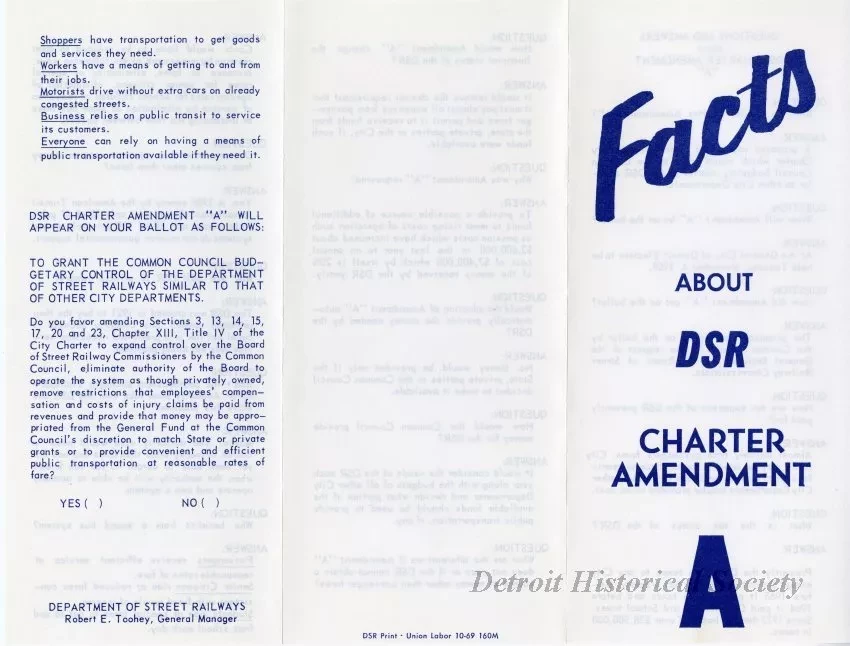 Shoppers have transportation to get goods
and services they need.
Workers have a means of getting to and from
their jobs.
Motorists drive without extra cars on already
congested streets.
Business relies on public transit to service
its customers.
Everyone can rely on having a means of
public transportation available if they need it.
DSR CHARTER AMENDMENT "A" WILL
APPEAR ON YOUR BALLOT AS FOLLOWS:
TO GRANT THE COMMON COUNCIL BUD-
GETARY CONTROL OF THE DEPARTMENT
OF STREET RAILWAYS SIMILAR TO THAT
OF OTHER CITY DEPARTMENTS.
Do you favor amending Sections 3, 13, 14, 15,
17, 20 and 23, Chapter XIII, Title IV of the
City Charter to expand control over the Board
of Street Railway Commissioners by the Common
Council, eliminate authority of the Board to
operate the system as though privately owned,
remove restrictions that employees' compen-
sation and costs of injury claims be paid from
revenues and provide that money may be appro-
priated from the General Fund at the Common
Council's discretion to match State or private
grants or to provide convenient and efficient
public transportation at reasonable rates of
fare?
YES ( ) NO ( )
DEPARTMENT OF STREET RAILWAYS
Robert E. Toohey, General Manager
DSR Print · Union Labor 10-69 160M
Facts
ABOUT
DSR
CHARTER
AMENDMENT
A
Detroit Historical Society